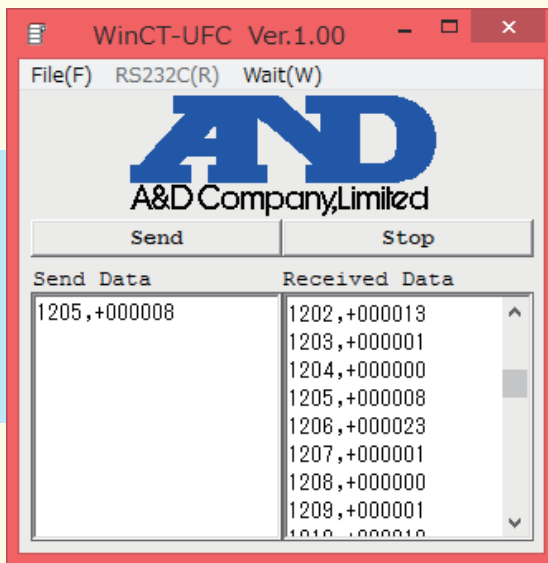 WinCT-UFC Ver.1.00
File(F) RS232C(R) Wait(W)
AND
A&D Company,Limited
Send Stop
Send Data Received Data
1205,+000008
1202,+000013
1203,+000001
1204,+000000
1205,+000008
1206,+000023
1207,+000001
1208,+000000
1209,+000001